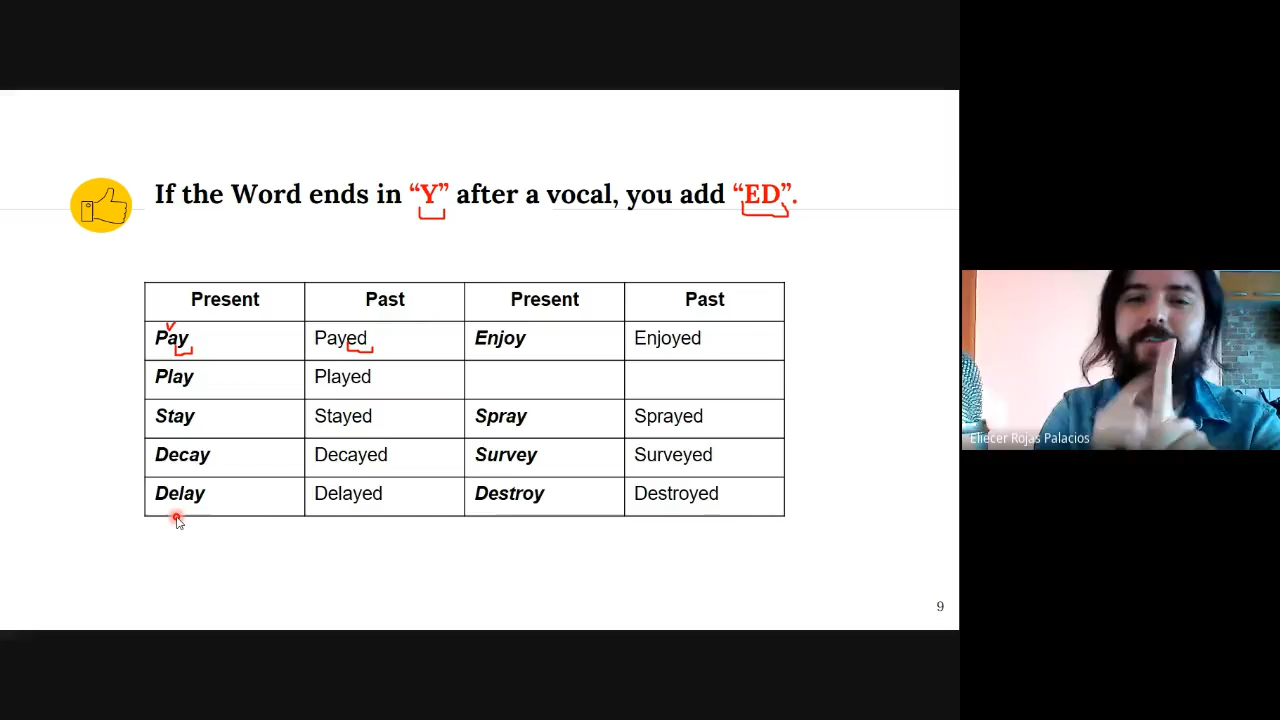 If the Word ends in “Y” after a vocal, you add “ED”.
Present Past Present Past
Pay Payed Enjoy Enjoyed
Play Played
Stay Stayed Spray Sprayed
Decay Decayed Survey Surveyed
Delay Delayed Destroy Destroyed
9
Eliecer Rojas Palacios